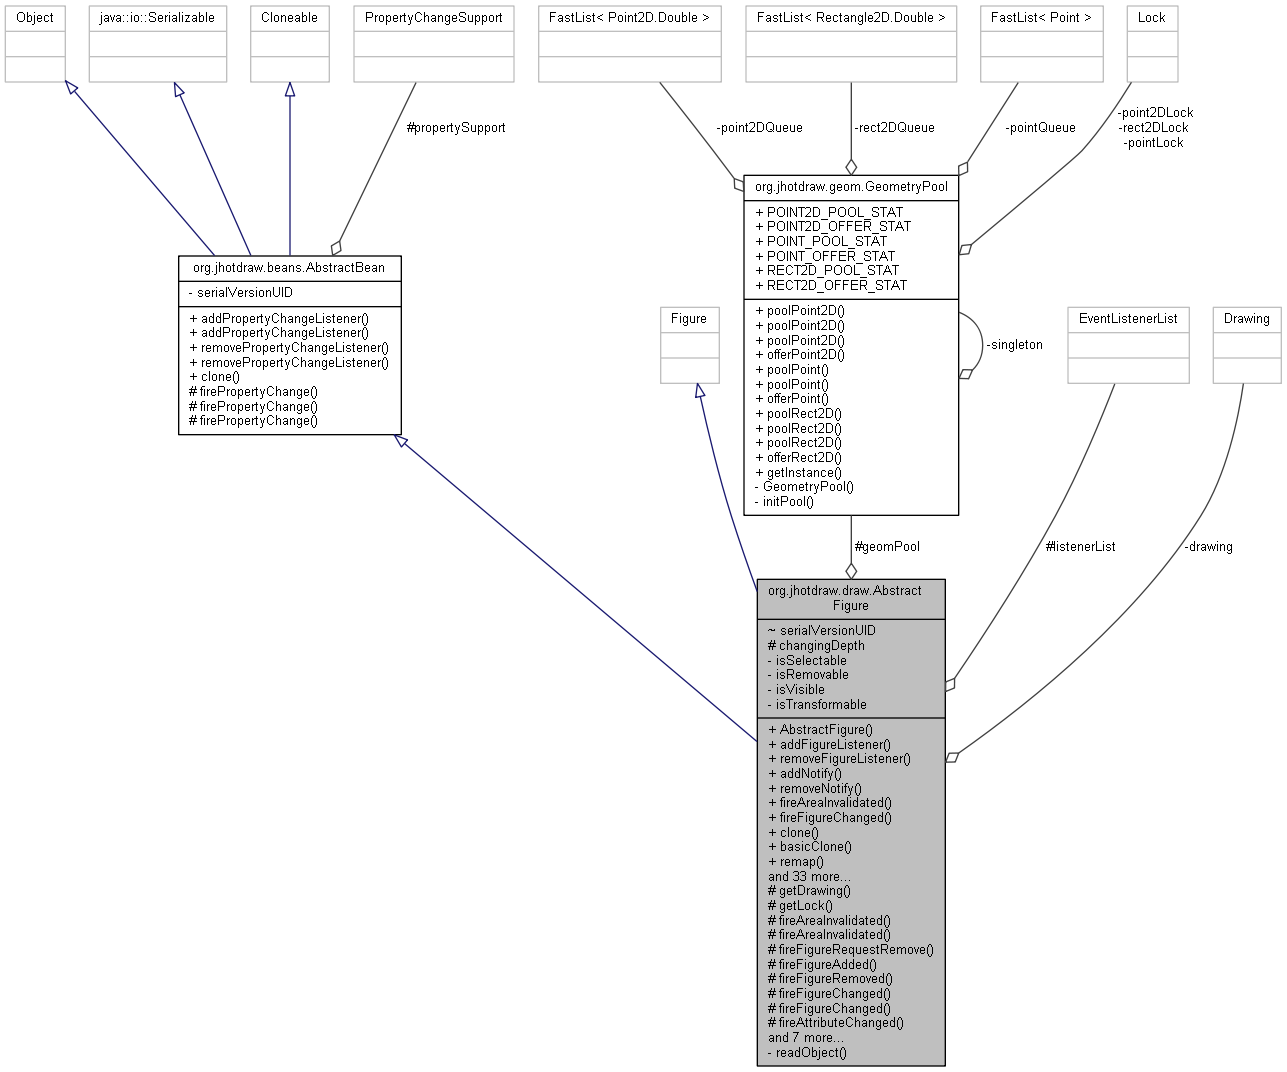 Object
java::io::Serializable
Cloneable
PropertyChangeSupport
FastList< Point2D.Double >
FastList< Rectangle2D.Double >
FastList< Point >
Lock
#propertySupport
-point2DQueue
-rect2DQueue
-pointQueue
-point2DLock
-rect2DLock
-pointLock
org.jhotdraw.geom.GeometryPool
+ POINT2D_POOL_STAT
+ POINT2D_OFFER_STAT
+ POINT_POOL_STAT
+ POINT_OFFER_STAT
+ RECT2D_POOL_STAT
+ RECT2D_OFFER_STAT
+ poolPoint2D()
+ poolPoint2D()
+ poolPoint2D()
+ offerPoint2D()
+ poolPoint()
+ poolPoint()
+ offerPoint()
+ poolRect2D()
+ poolRect2D()
+ poolRect2D()
+ offerRect2D()
+ getInstance()
- GeometryPool()
- initPool()
-singleton
org.jhotdraw.beans.AbstractBean
- serialVersionUID
+ addPropertyChangeListener()
+ addPropertyChangeListener()
+ removePropertyChangeListener()
+ removePropertyChangeListener()
+ clone()
# firePropertyChange()
# firePropertyChange()
# firePropertyChange()
Figure
EventListenerList
Drawing
#geomPool
#listenerList
-drawing
org.jhotdraw.draw.Abstract
Figure
~ serialVersionUID
# changingDepth
- isSelectable
- isRemovable
- isVisible
- isTransformable
+ AbstractFigure()
+ addFigureListener()
+ removeFigureListener()
+ addNotify()
+ removeNotify()
+ fireAreaInvalidated()
+ fireFigureChanged()
+ clone()
+ basicClone()
+ remap()
and 33 more...
# getDrawing()
# getLock()
# fireAreaInvalidated()
# fireAreaInvalidated()
# fireFigureRequestRemove()
# fireFigureAdded()
# fireFigureRemoved()
# fireFigureChanged()
# fireFigureChanged()
# fireAttributeChanged()
and 7 more...
- readObject()